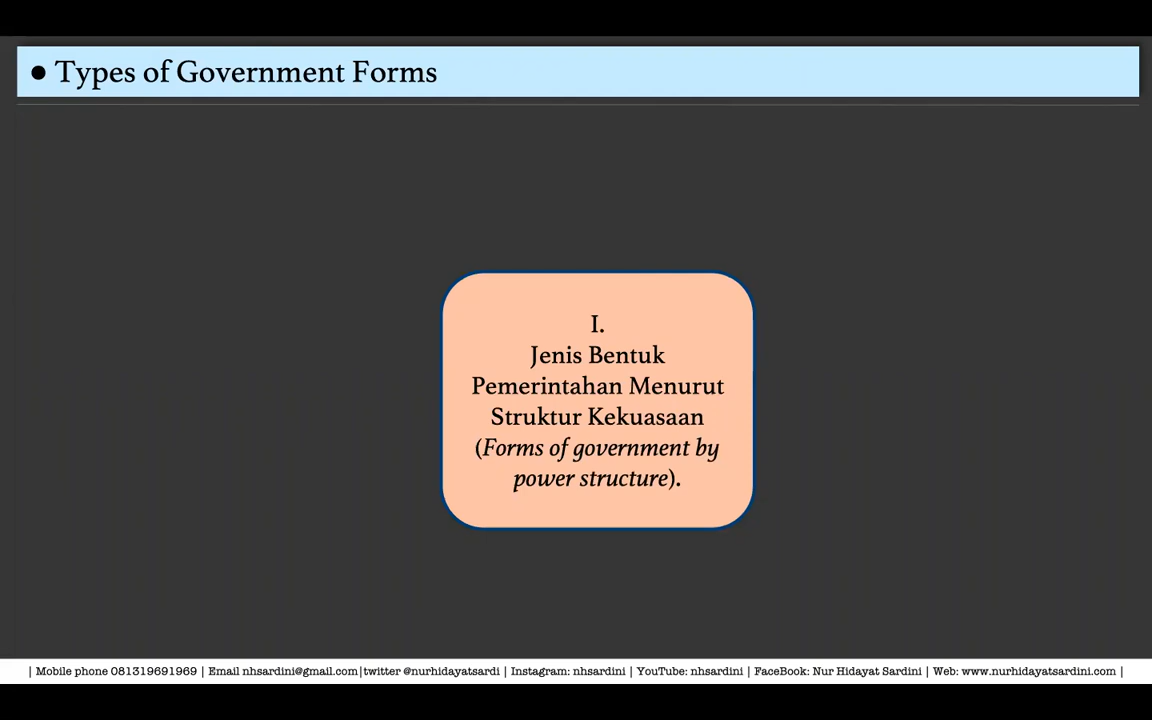 ● Types of Government Forms
I.
Jenis Bentuk
Pemerintahan Menurut
Struktur Kekuasaan
(Forms of government by
power structure).
| Mobile phone 081319691969 | Email nhsardini@gmail.com|twitter @nurhidayatsardi | Instagram: nhsardini | YouTube: nhsardini | FaceBook: Nur Hidayat Sardini | Web: www.nurhidayatsardini.com |